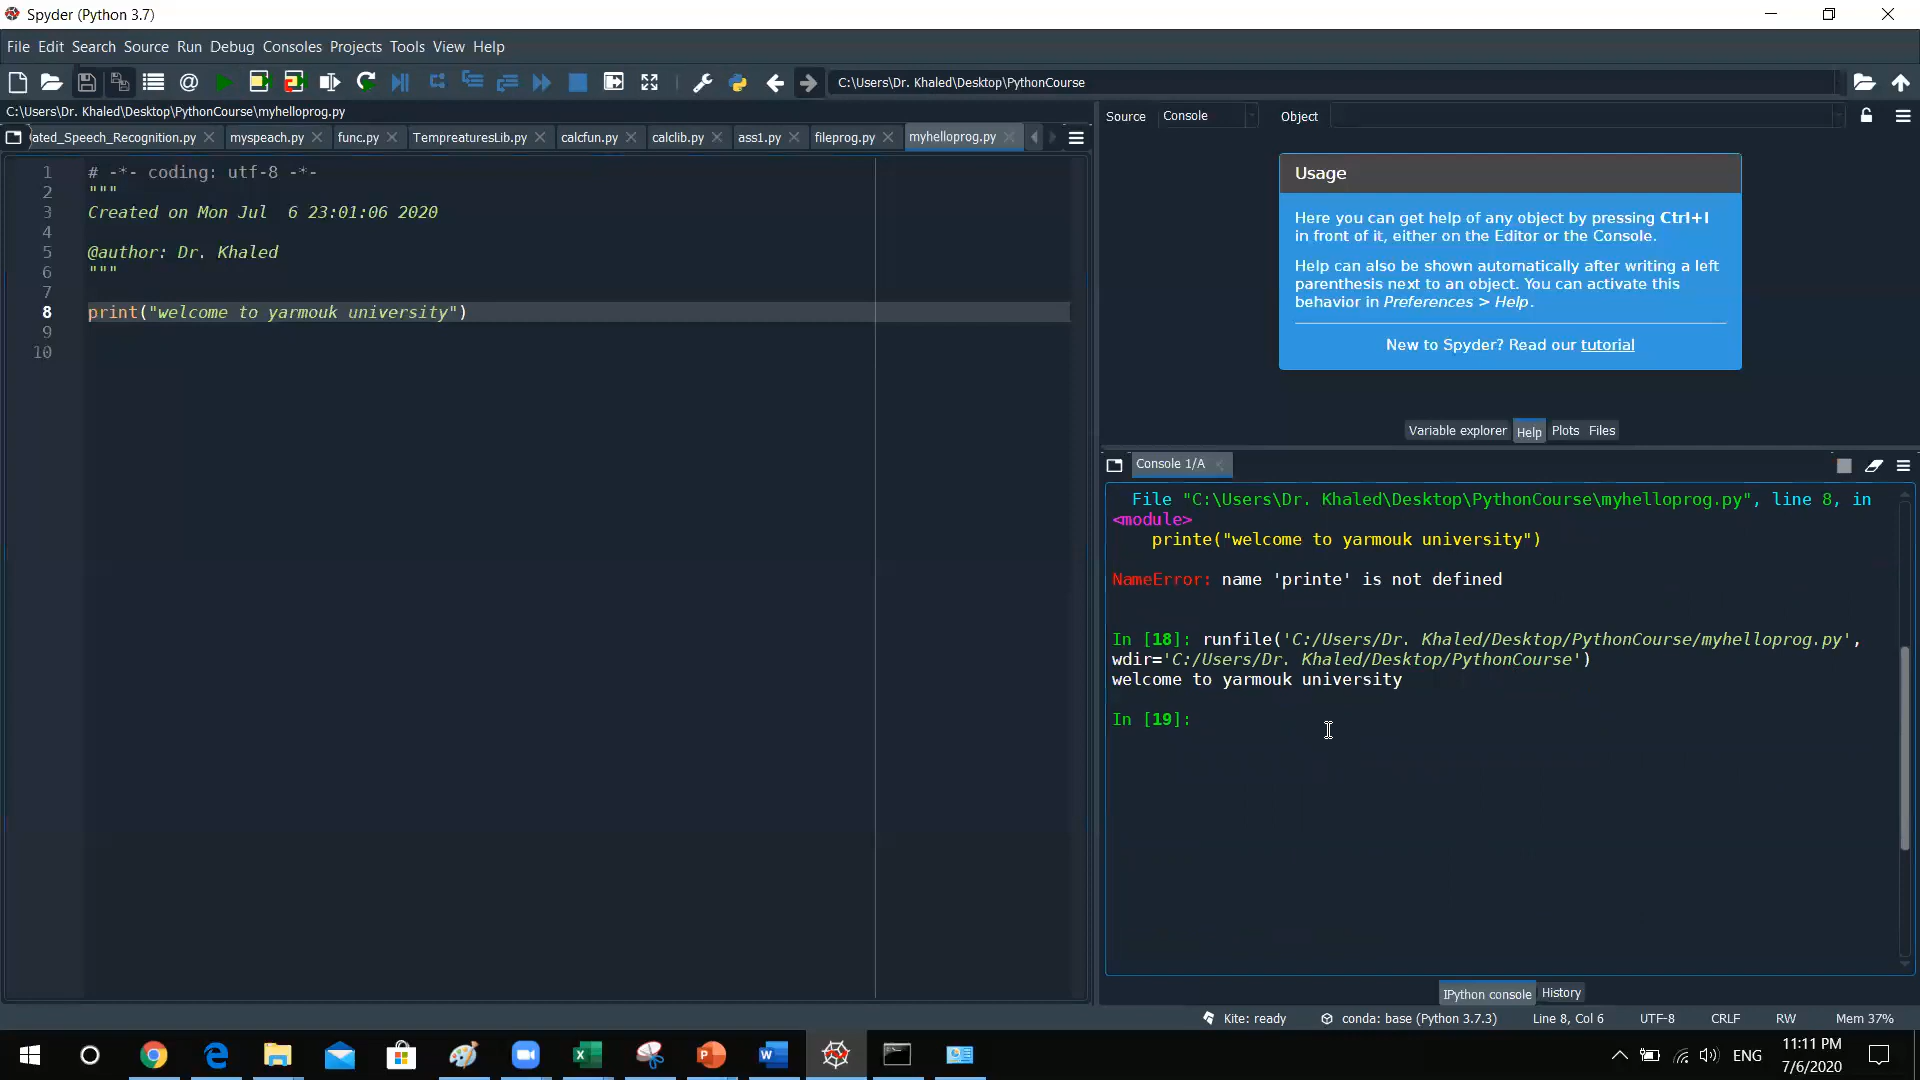 Spyder (Python 3.7)
File Edit Search Source Run Debug Consoles Projects Tools View Help
C:\Users\Dr. Khaled\Desktop\PythonCourse
C:\Users\Dr. Khaled\Desktop\PythonCourse\myhelloprog.py
ated_Speech_Recognition.py myspeach.py func.py TempreaturesLib.py calcfun.py calclib.py ass1.py fileprog.py myhelloprog.py
1 # -*- coding: utf-8 -*-
2 """
3 Created on Mon Jul  6 23:01:06 2020
4
5 @author: Dr. Khaled
6 """
7
8 print("welcome to yarmouk university")
9
10
Source Console Object
Usage
Here you can get help of any object by pressing Ctrl+I
in front of it, either on the Editor or the Console.
Help can also be shown automatically after writing a left
parenthesis next to an object. You can activate this
behavior in Preferences > Help.
New to Spyder? Read our tutorial
Variable explorer Help Plots Files
Console 1/A
File "C:\Users\Dr. Khaled\Desktop\PythonCourse\myhelloprog.py", line 8, in
<module>
printe("welcome to yarmouk university")
NameError: name 'printe' is not defined
In [18]: runfile('C:/Users/Dr. Khaled/Desktop/PythonCourse/myhelloprog.py',
wdir='C:/Users/Dr. Khaled/Desktop/PythonCourse')
welcome to yarmouk university
In [19]:
IPython console History
Kite: ready conda: base (Python 3.7.3) Line 8, Col 6 UTF-8 CRLF RW Mem 37%
ENG
11:11 PM
7/6/2020